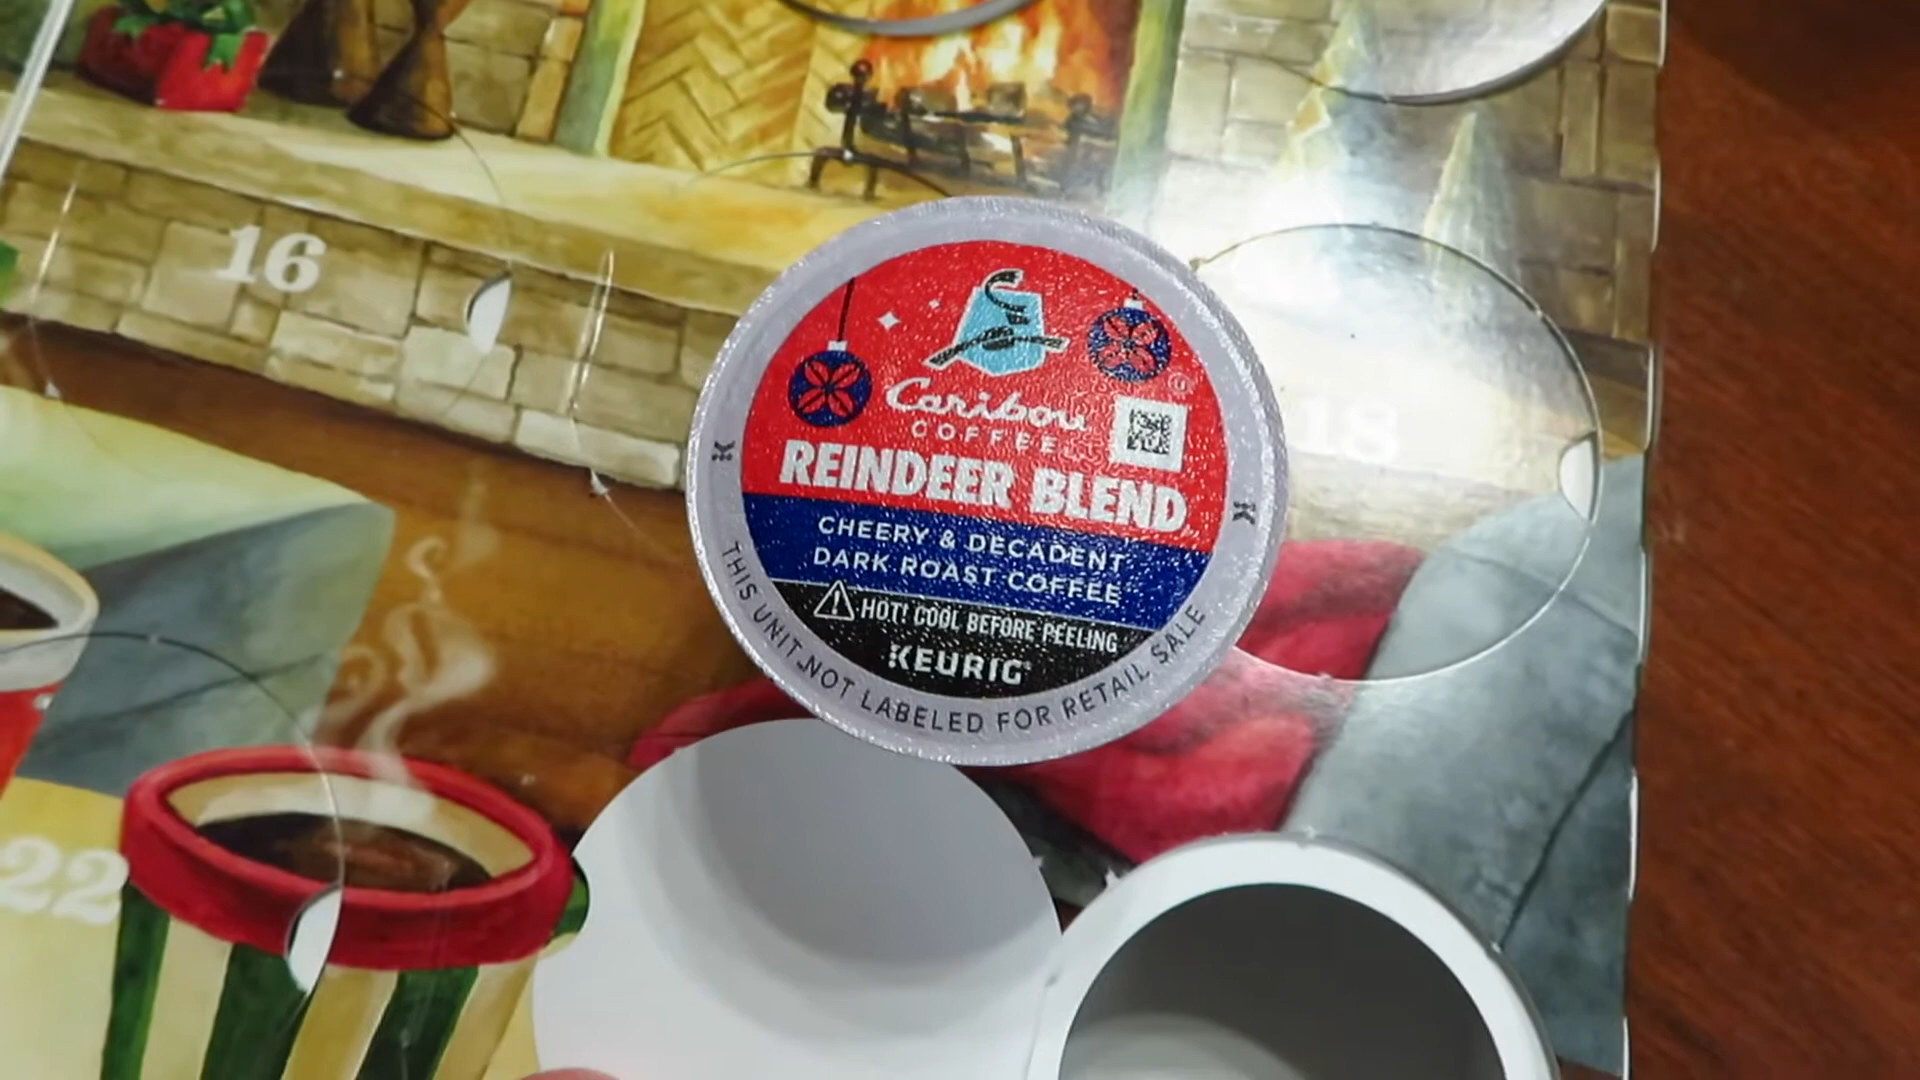 16
18
Caribou
COFFEE
REINDEER BLEND
CHEERY & DECADENT
DARK ROAST COFFEE
HOT! COOL BEFORE PEELING
KEURIG
THIS UNIT NOT LABELED FOR RETAIL SALE
K
K
22